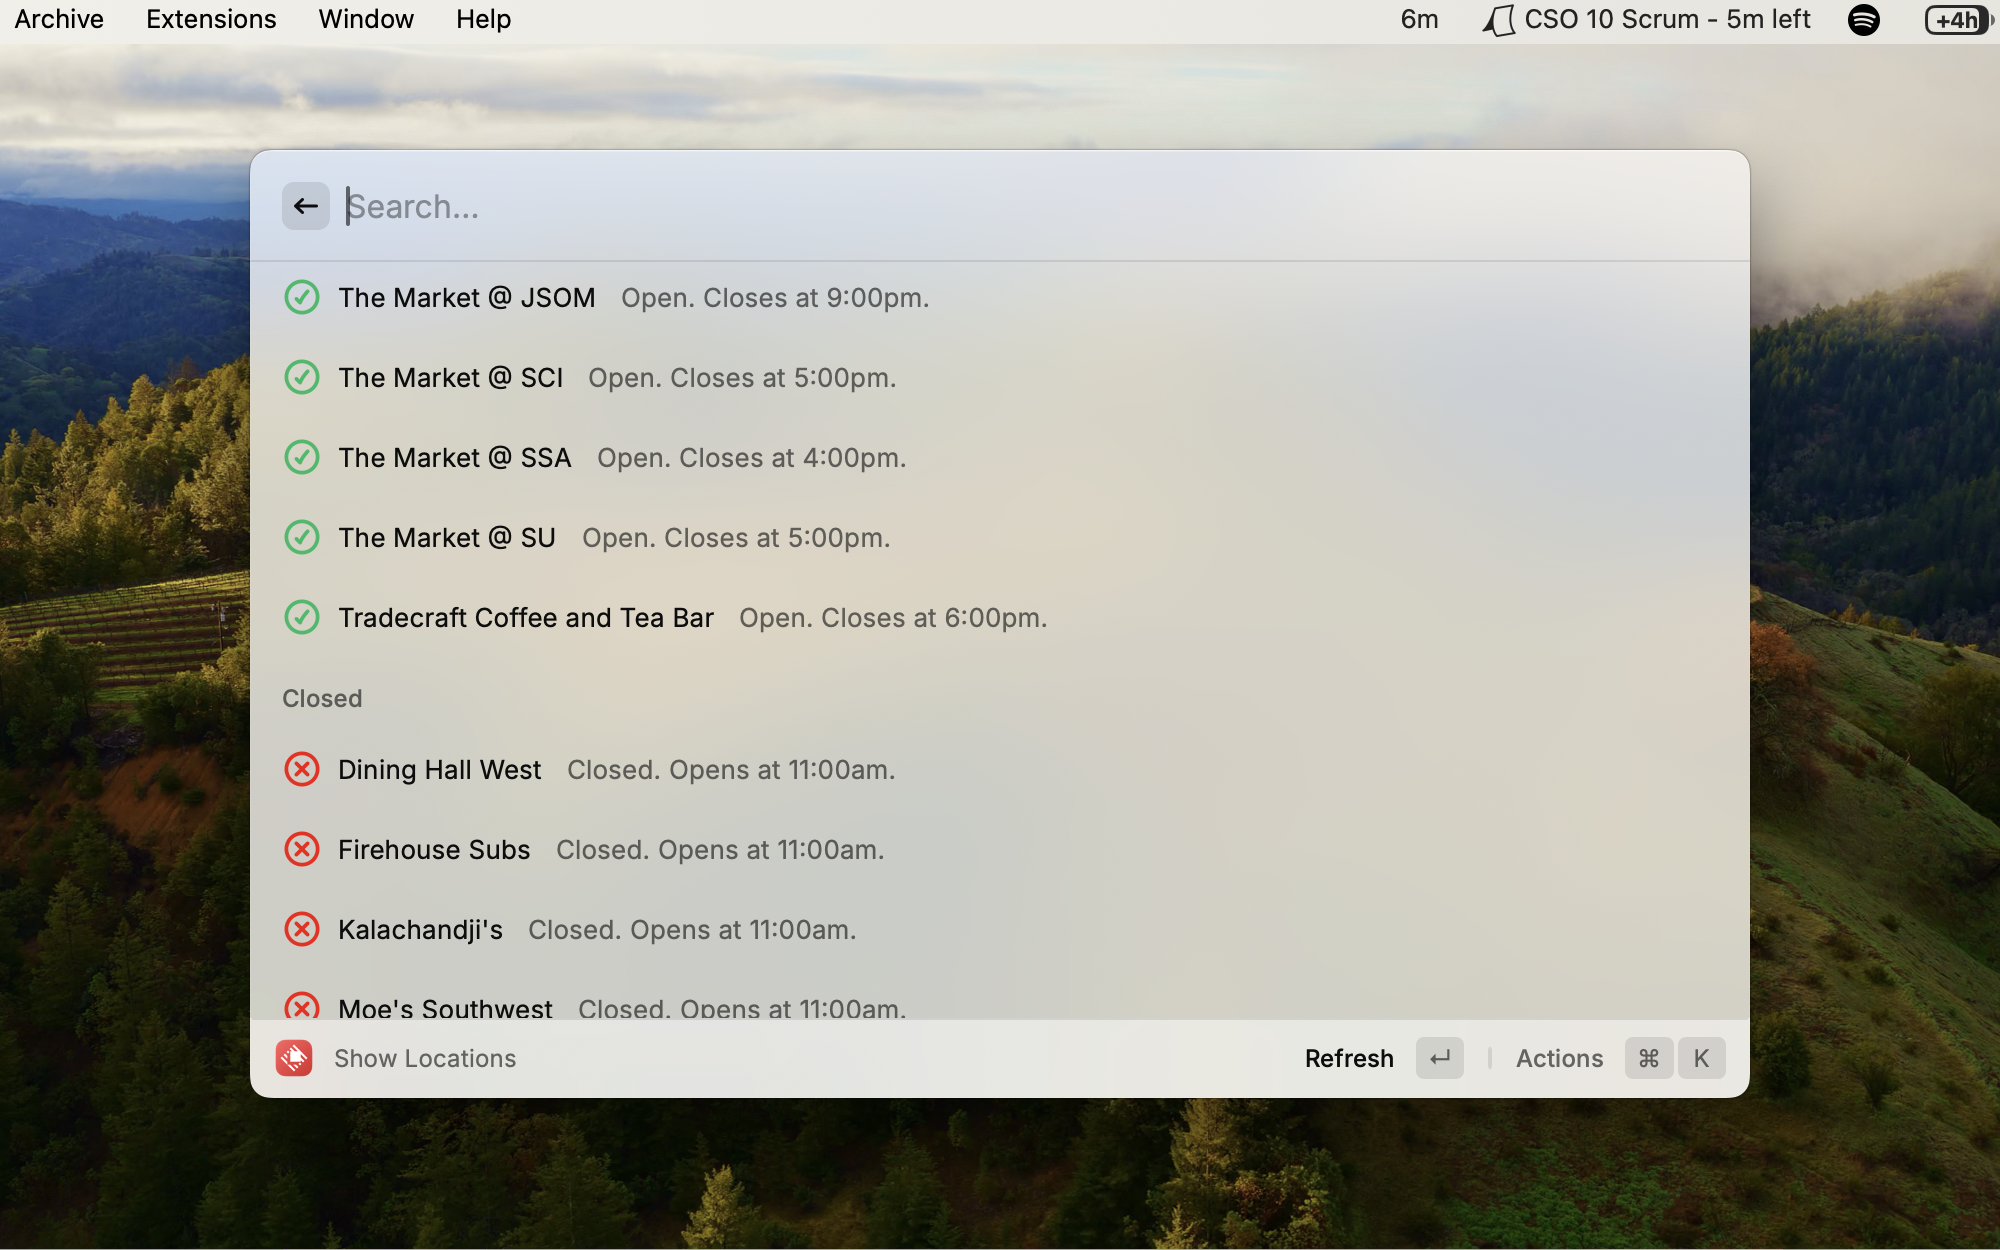 Archive Extensions Window Help 6m CSO 10 Scrum - 5m left +4h
Search...
The Market @ JSOM Open. Closes at 9:00pm.
The Market @ SCI Open. Closes at 5:00pm.
The Market @ SSA Open. Closes at 4:00pm.
The Market @ SU Open. Closes at 5:00pm.
Tradecraft Coffee and Tea Bar Open. Closes at 6:00pm.
Closed
Dining Hall West Closed. Opens at 11:00am.
Firehouse Subs Closed. Opens at 11:00am.
Kalachandji's Closed. Opens at 11:00am.
Moe's Southwest Closed. Opens at 11:00am.
Show Locations Refresh ↵ Actions ⌘ K